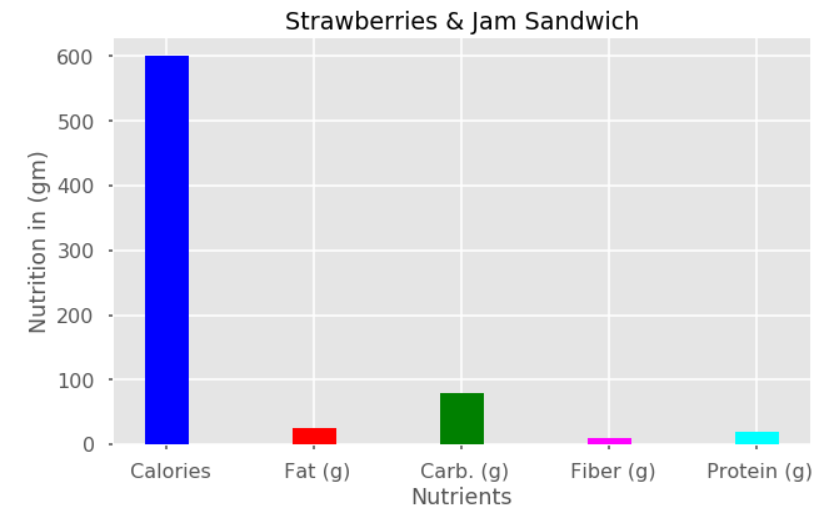 Strawberries & Jam Sandwich
Nutrition in (gm)
600
500
400
300
200
100
0
Calories Fat (g) Carb. (g) Fiber (g) Protein (g)
Nutrients